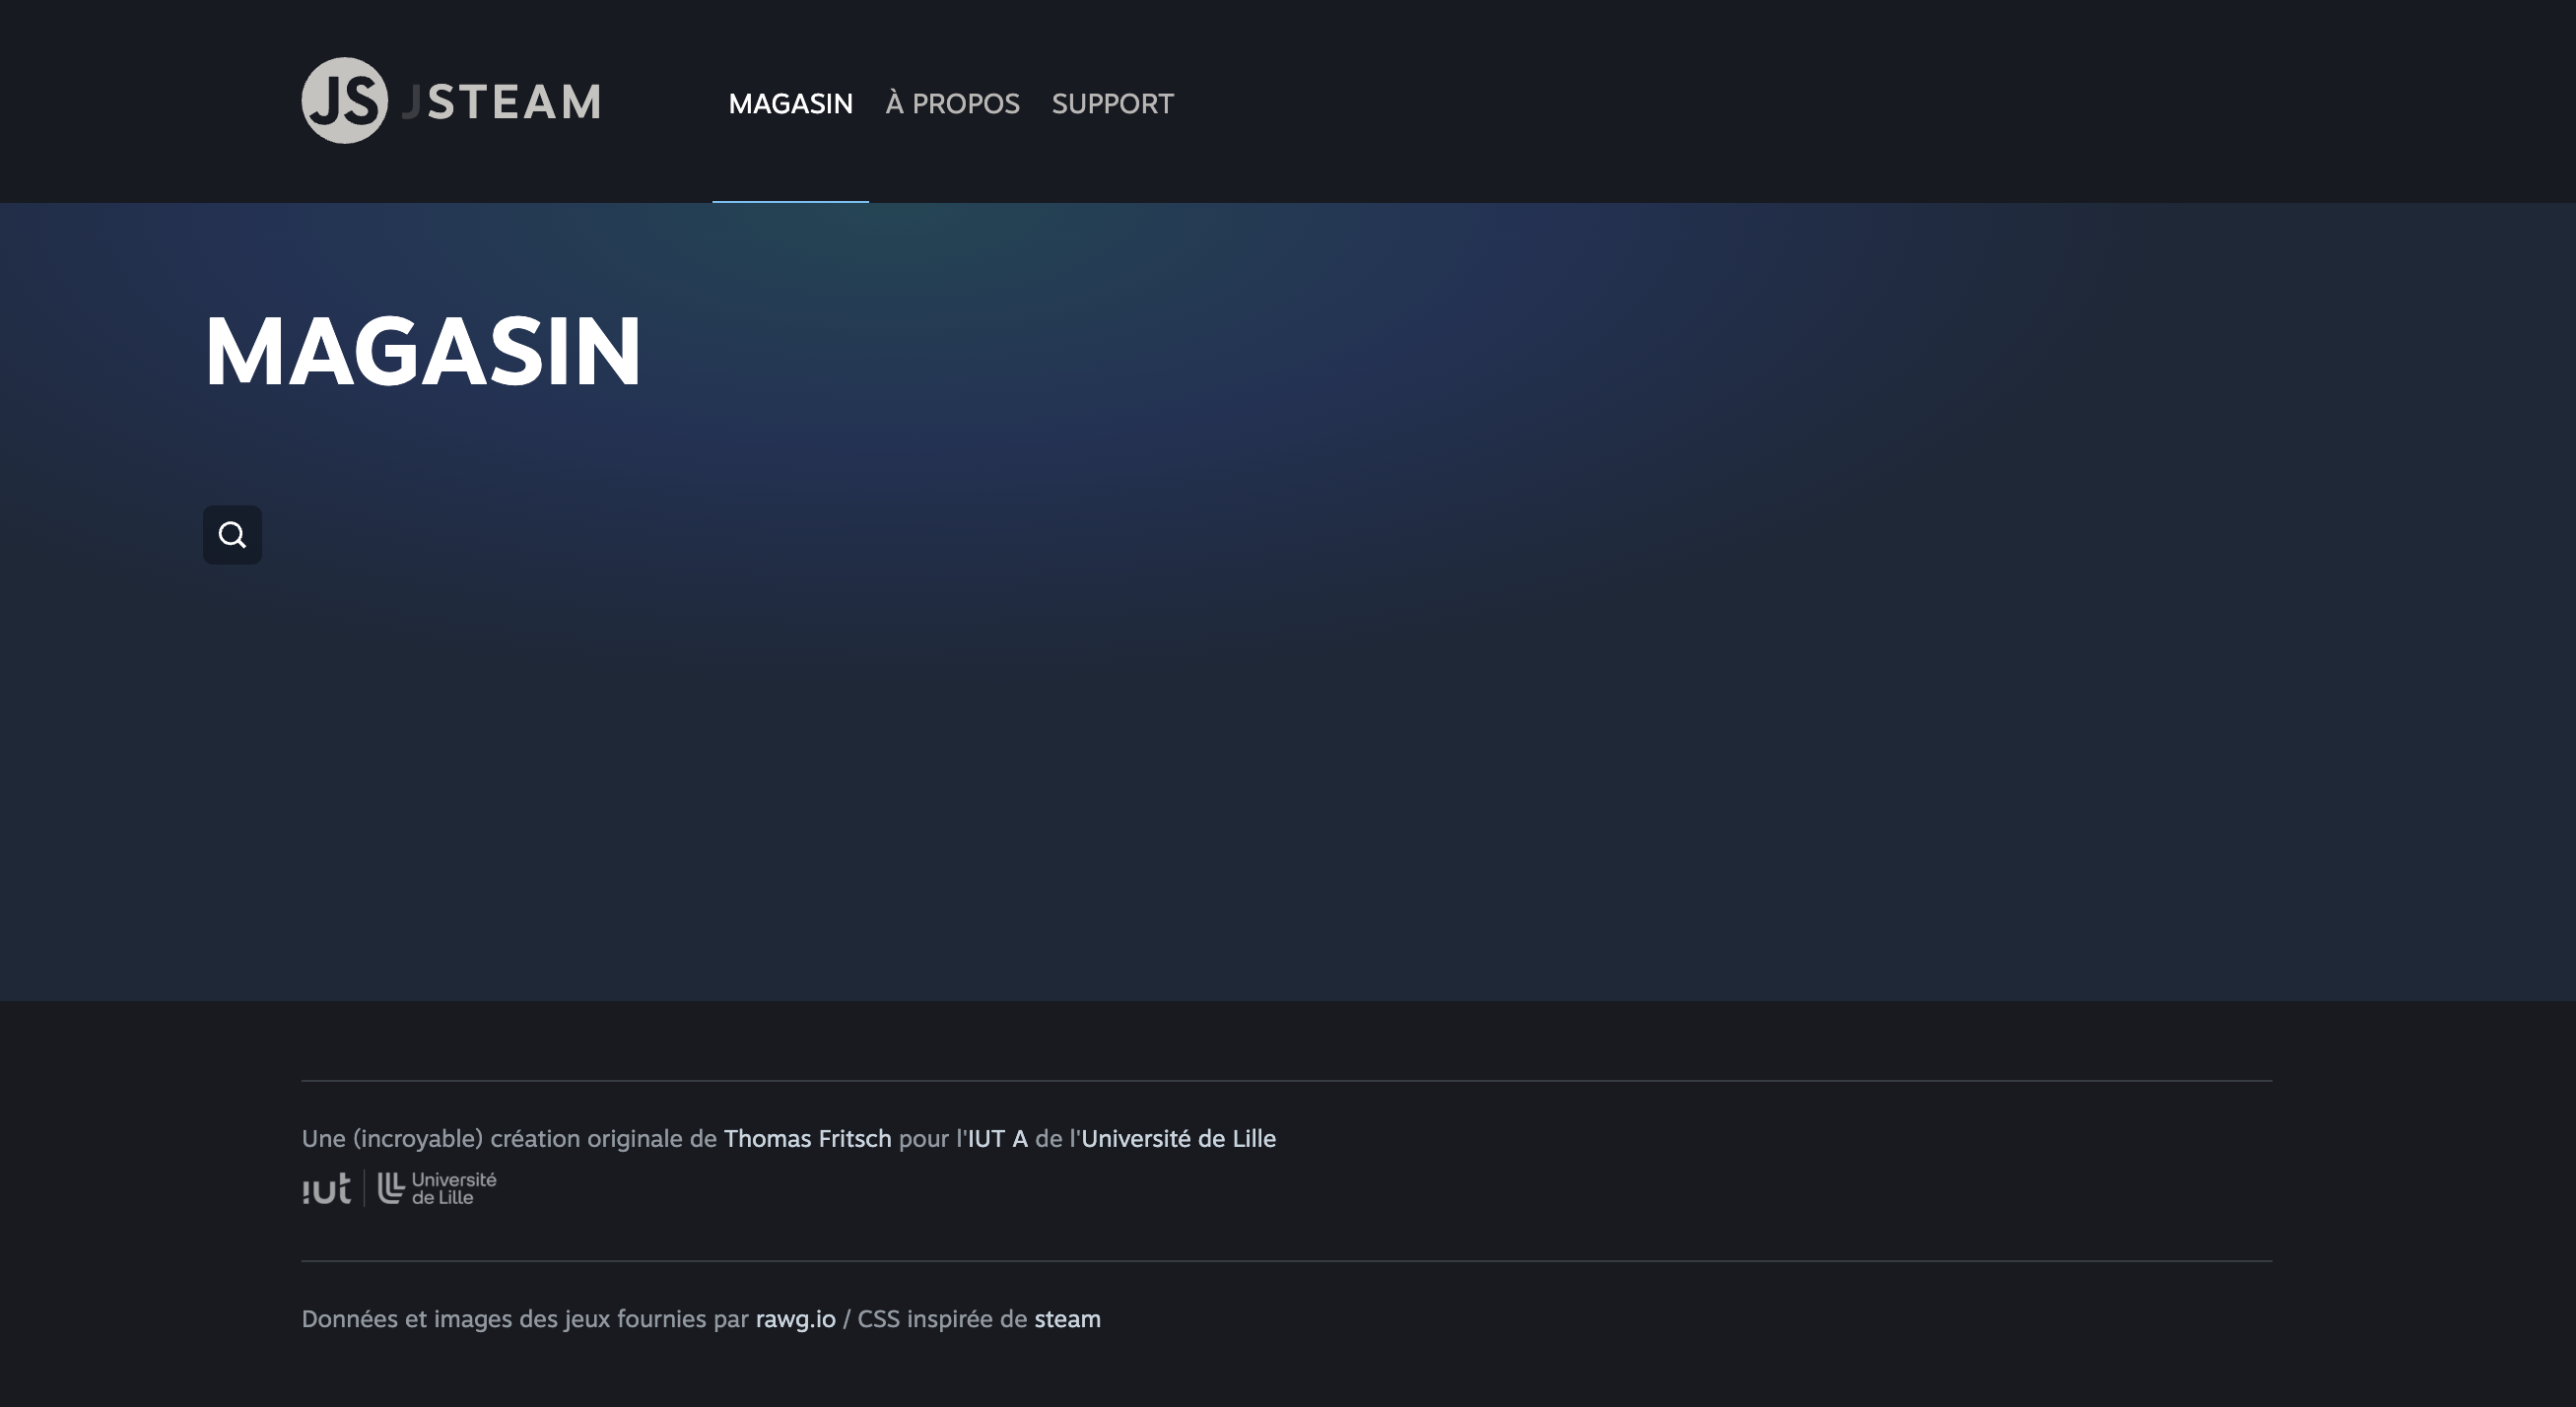 JS JSTEAM MAGASIN À PROPOS SUPPORT
MAGASIN
Une (incroyable) création originale de Thomas Fritsch pour l'IUT A de l'Université de Lille
iut Université
de Lille
Données et images des jeux fournies par rawg.io / CSS inspirée de steam